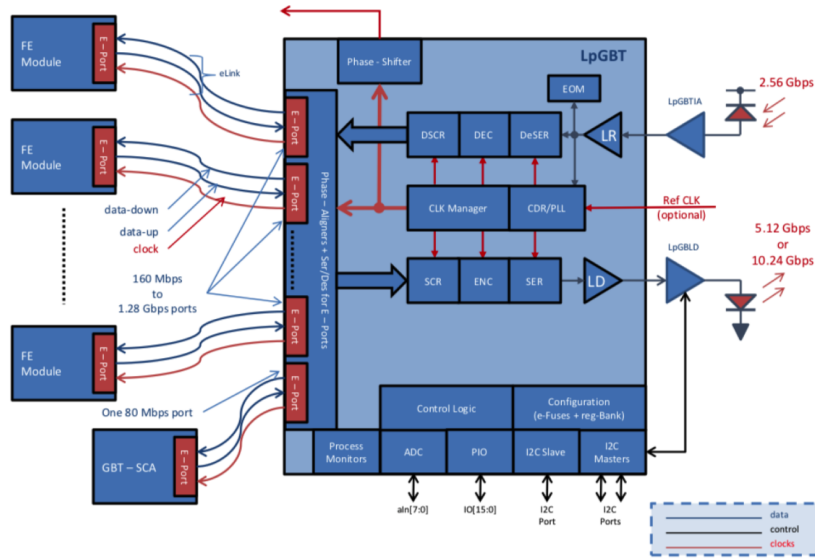 LpGBT
FE
Module
E – Port
eLink
Phase - Shifter
EOM
2.56 Gbps
LpGBTIA
E – Port
DSCR
DEC
DeSER
LR
FE
Module
E – Port
E – Port
data-down
data-up
clock
CLK Manager
CDR/PLL
Ref CLK
(optional)
Phase – Aligners + Ser/Des for E – Ports
5.12 Gbps
or
10.24 Gbps
LpGBLD
160 Mbps
to
1.28 Gbps ports
SCR
ENC
SER
LD
FE
Module
E – Port
E – Port
One 80 Mbps port
E – Port
Control Logic
Configuration
(e-Fuses + reg-Bank)
GBT – SCA
E – Port
Process
Monitors
ADC
PIO
I2C Slave
I2C
Masters
aIn[7:0]
IO[15:0]
I2C
Port
I2C
Ports
data
control
clocks